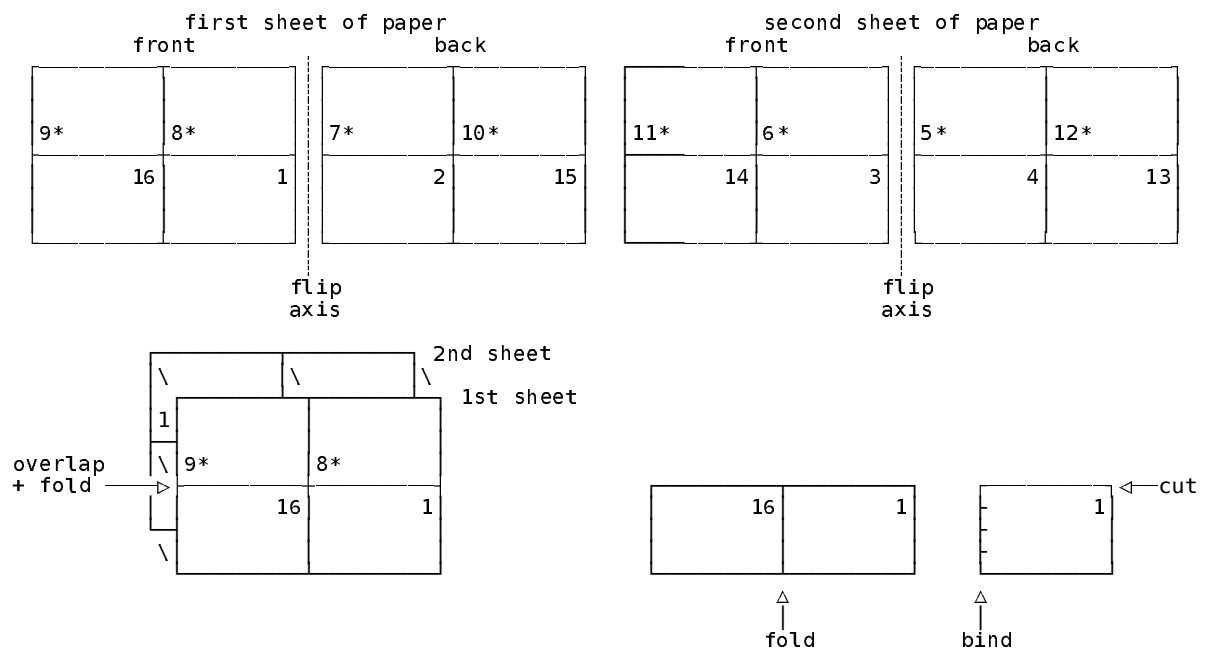 first sheet of paper
front back
9* 8* 7* 10*
16 1 2 15
flip
axis
second sheet of paper
front back
11* 6* 5* 12*
14 3 4 13
flip
axis
2nd sheet
\ \ \
1st sheet
1
overlap \ 9* 8*
+ fold
16 1
\
16 1
fold
cut
1
bind